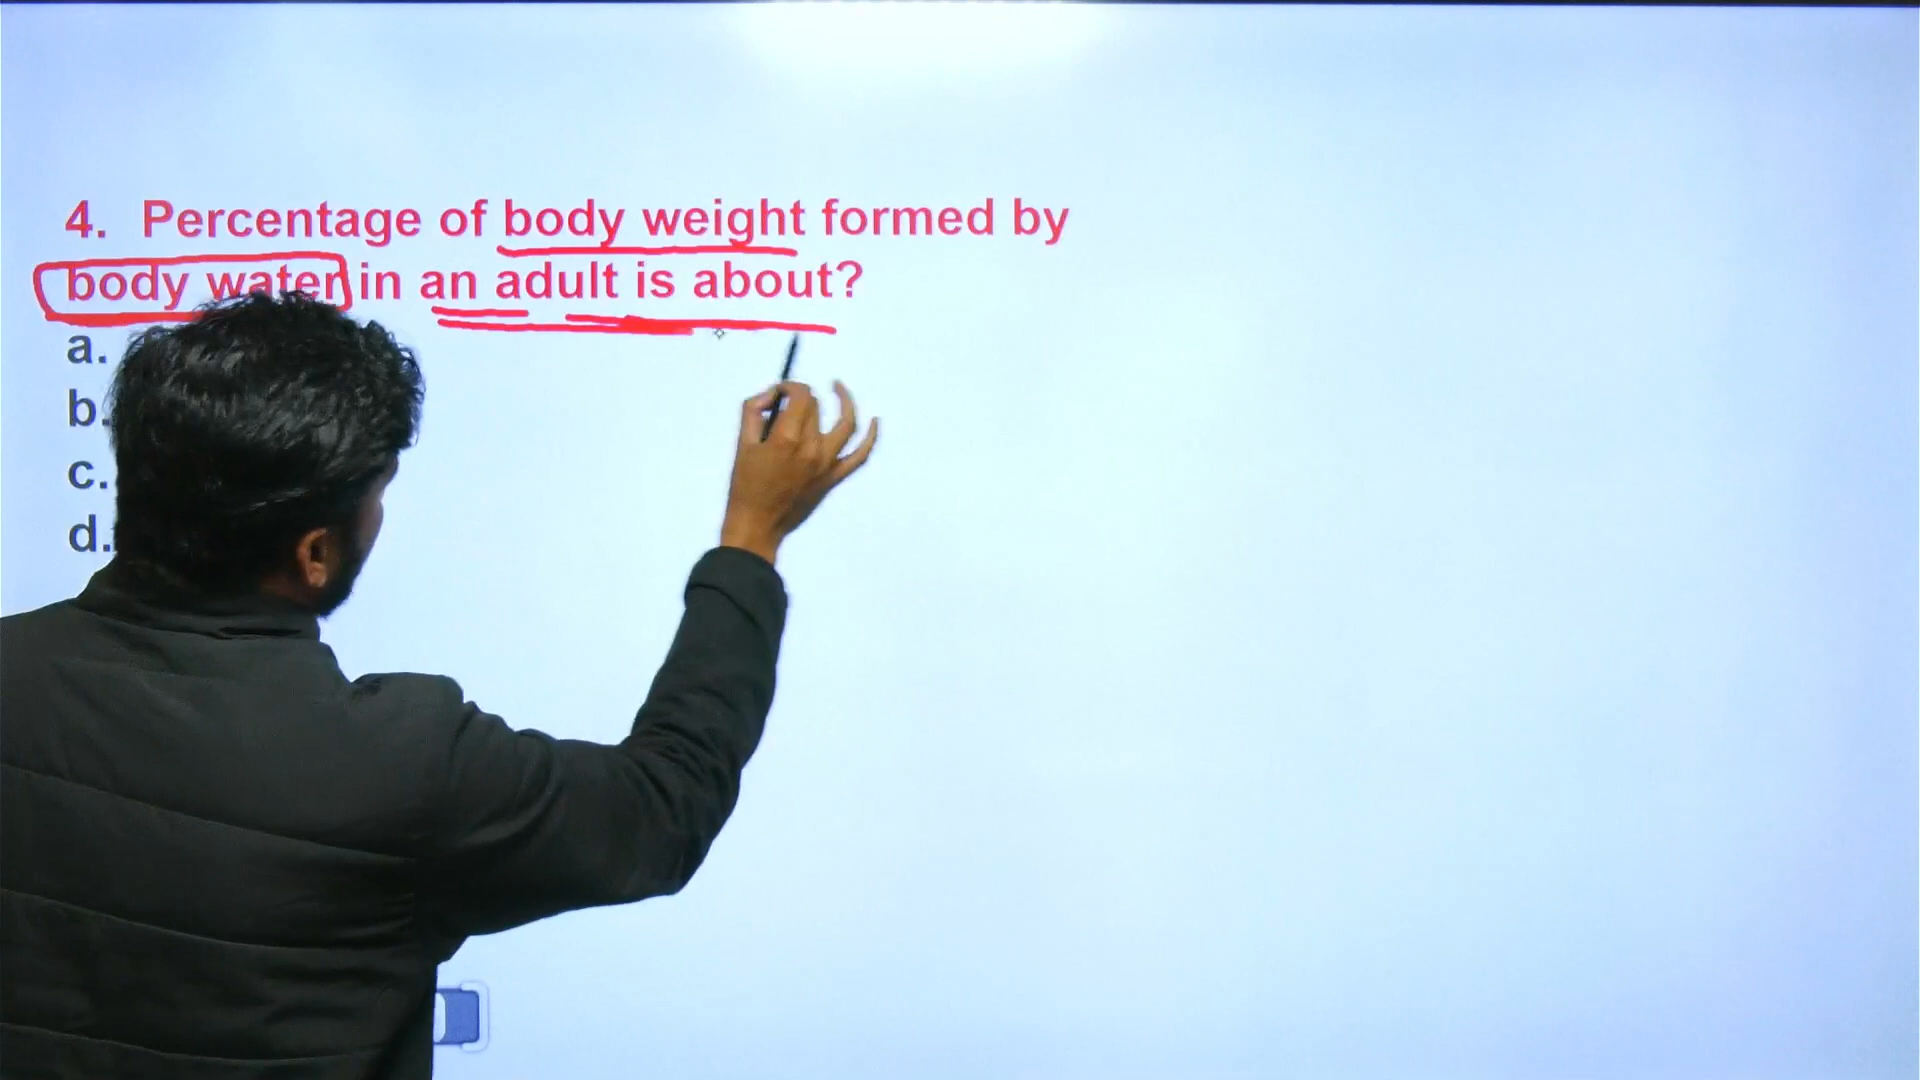 4. Percentage of body weight formed by
body water in an adult is about?
a.
b.
c.
d.